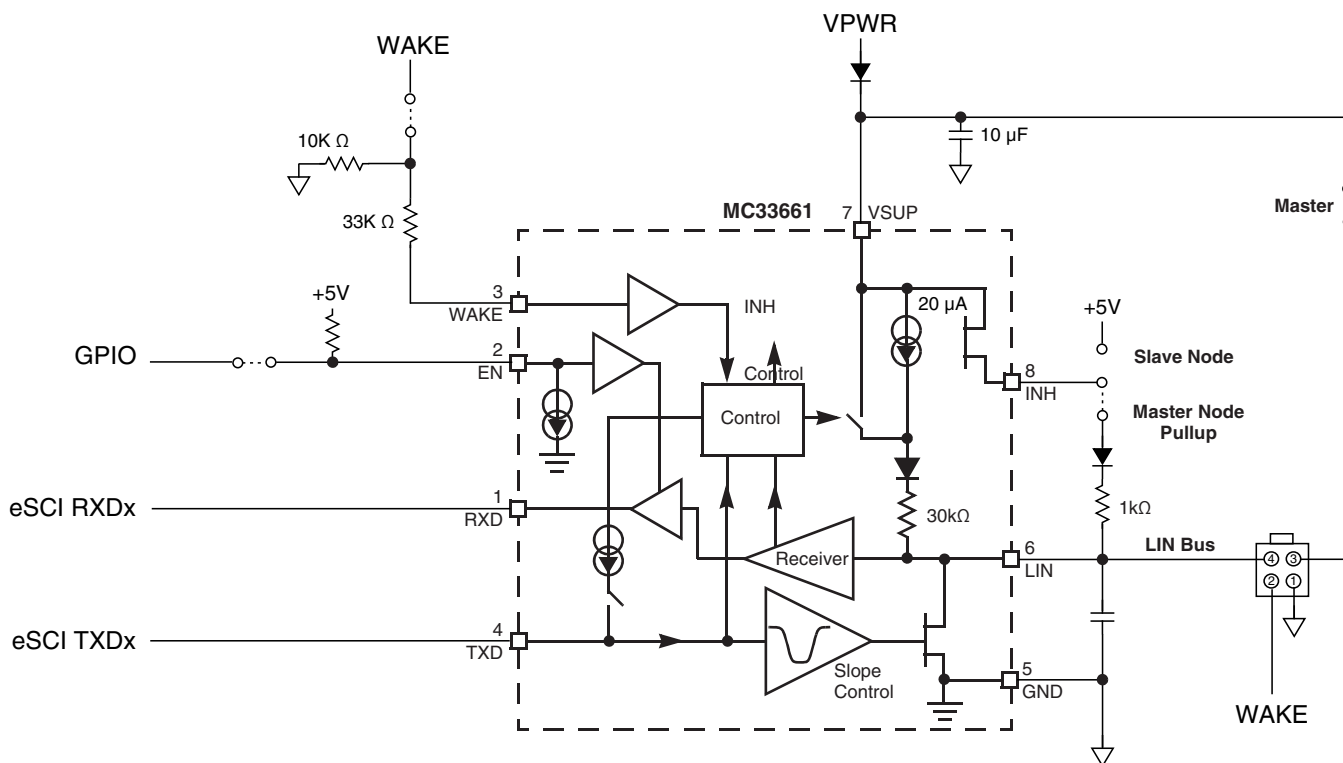 VPWR
WAKE
10K Ω
10 µF
33K Ω
MC33661
7
VSUP
Master
+5V
3
WAKE
INH
20 µA
+5V
GPIO
2
EN
Slave Node
8
INH
Control
Control
Master Node
Pullup
eSCI RXDx
1
RXD
30kΩ
1kΩ
Receiver
6
LIN
LIN Bus
4
3
2
1
eSCI TXDx
4
TXD
Slope
Control
5
GND
WAKE